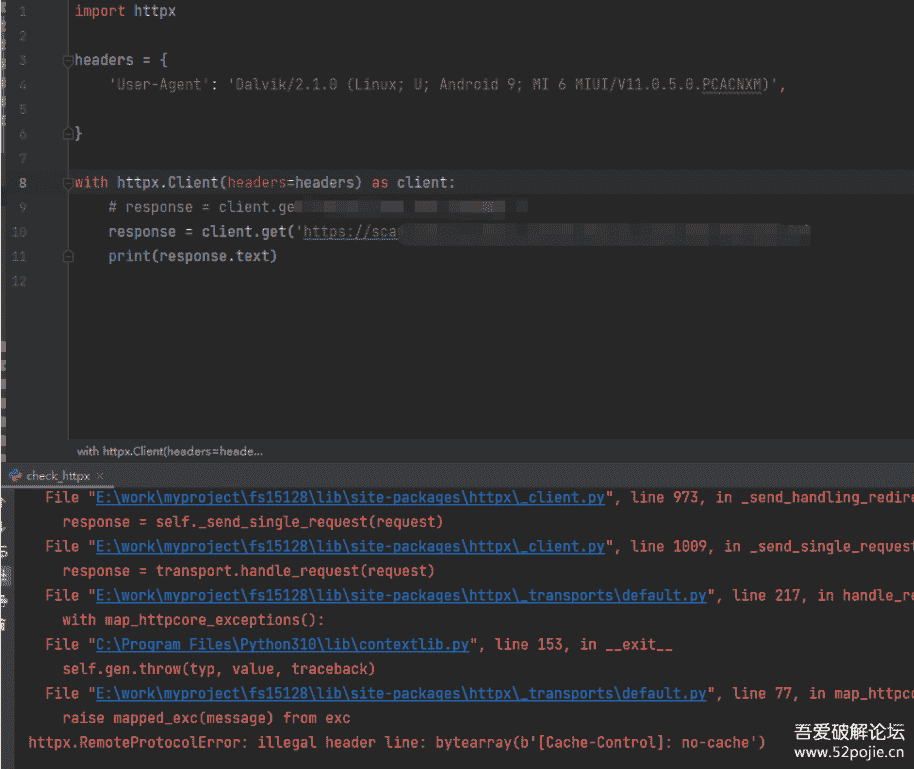 1 import httpx
2
3 headers = {
4 'User-Agent': 'Dalvik/2.1.0 (Linux; U; Android 9; MI 6 MIUI/V11.0.5.0.PCACNXM)',
5
6 }
7
8 with httpx.Client(headers=headers) as client:
9 # response = client.ge
10 response = client.get('https://sca
11 print(response.text)
12
with httpx.Client(headers=heade...
check_httpx ×
File "E:\work\myproject\fs15128\lib\site-packages\httpx\_client.py", line 973, in _send_handling_redire
response = self._send_single_request(request)
File "E:\work\myproject\fs15128\lib\site-packages\httpx\_client.py", line 1009, in _send_single_request
response = transport.handle_request(request)
File "E:\work\myproject\fs15128\lib\site-packages\httpx\_transports\default.py", line 217, in handle_re
with map_httpcore_exceptions():
File "C:\Program Files\Python310\lib\contextlib.py", line 153, in __exit__
self.gen.throw(typ, value, traceback)
File "E:\work\myproject\fs15128\lib\site-packages\httpx\_transports\default.py", line 77, in map_httpco
raise mapped_exc(message) from exc
httpx.RemoteProtocolError: illegal header line: bytearray(b'[Cache-Control]: no-cache')
吾爱破解论坛
www.52pojie.cn